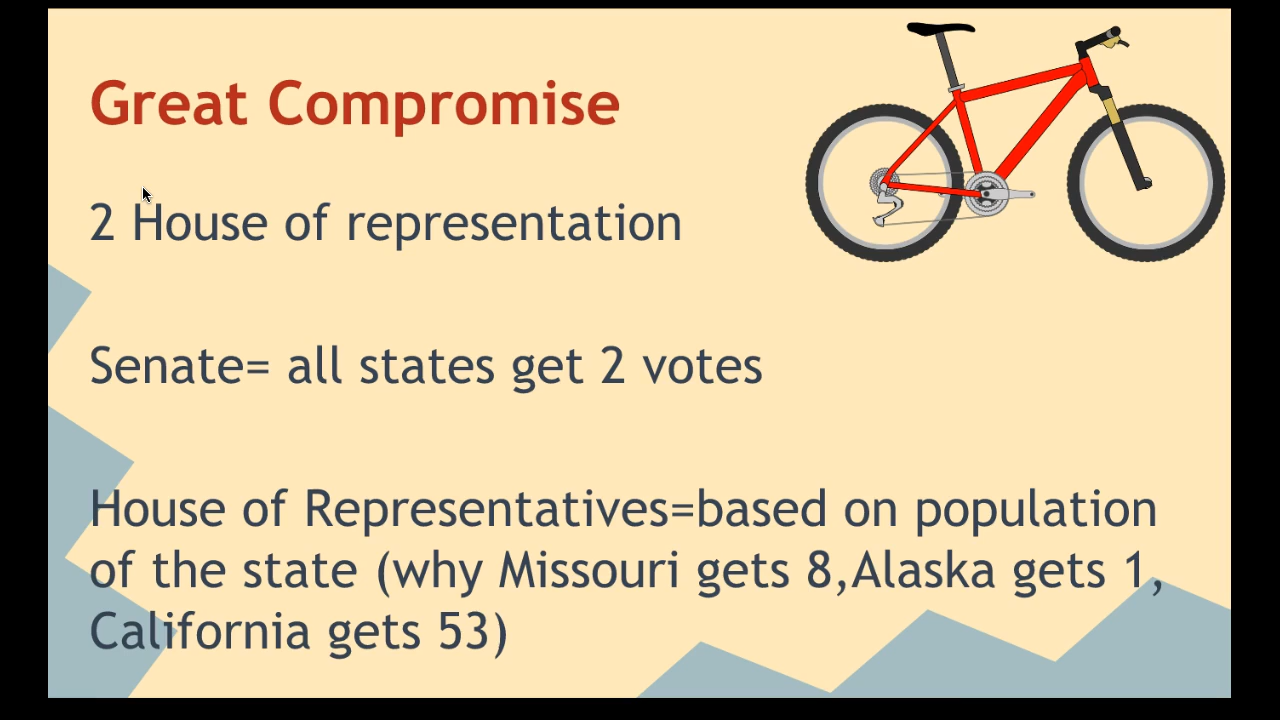 Great Compromise
2 House of representation
Senate= all states get 2 votes
House of Representatives=based on population
of the state (why Missouri gets 8,Alaska gets 1,
California gets 53)